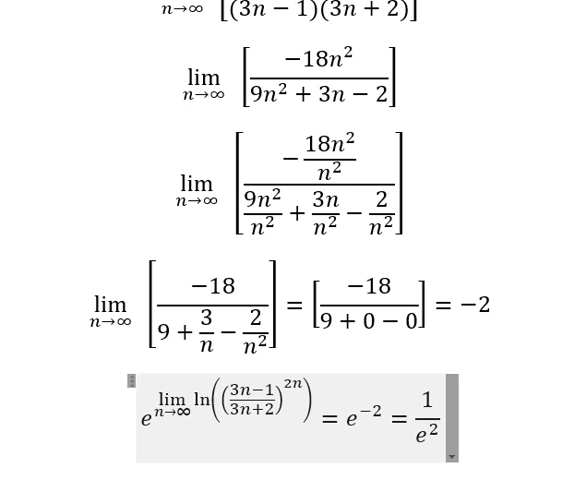 lim n→∞ [(3n − 1)(3n + 2)]
lim n→∞ [−18n² / (9n² + 3n − 2)]
lim n→∞ [−(18n²/n²) / (9n²/n² + 3n/n² − 2/n²)]
lim n→∞ [−18 / (9 + 3/n − 2/n²)] = [−18 / (9 + 0 − 0)] = −2
e^(lim n→∞ ln(((3n−1)/(3n+2))^(2n))) = e⁻² = 1/e²